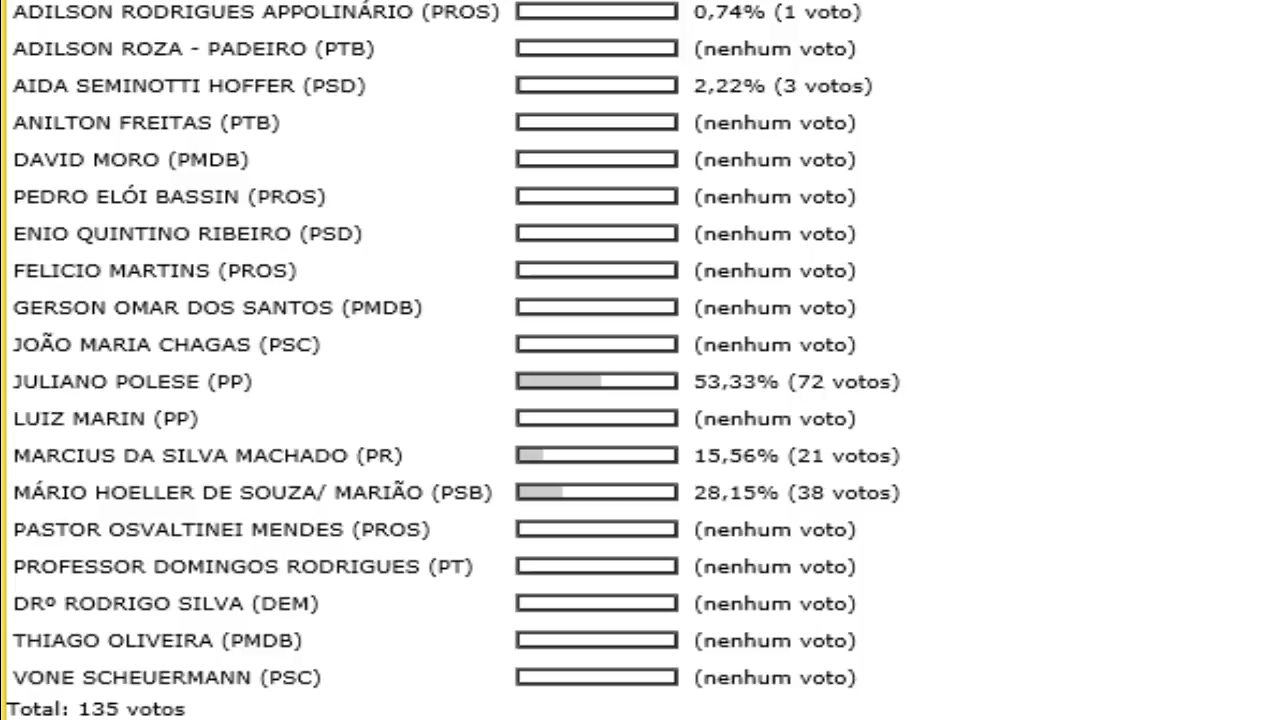 ADILSON RODRIGUES APPOLINÁRIO (PROS) 0,74% (1 voto)
ADILSON ROZA - PADEIRO (PTB) (nenhum voto)
AIDA SEMINOTTI HOFFER (PSD) 2,22% (3 votos)
ANILTON FREITAS (PTB) (nenhum voto)
DAVID MORO (PMDB) (nenhum voto)
PEDRO ELÓI BASSIN (PROS) (nenhum voto)
ENIO QUINTINO RIBEIRO (PSD) (nenhum voto)
FELICIO MARTINS (PROS) (nenhum voto)
GERSON OMAR DOS SANTOS (PMDB) (nenhum voto)
JOÃO MARIA CHAGAS (PSC) (nenhum voto)
JULIANO POLESE (PP) 53,33% (72 votos)
LUIZ MARIN (PP) (nenhum voto)
MARCIUS DA SILVA MACHADO (PR) 15,56% (21 votos)
MÁRIO HOELLER DE SOUZA/ MARIÃO (PSB) 28,15% (38 votos)
PASTOR OSVALTINEI MENDES (PROS) (nenhum voto)
PROFESSOR DOMINGOS RODRIGUES (PT) (nenhum voto)
DRº RODRIGO SILVA (DEM) (nenhum voto)
THIAGO OLIVEIRA (PMDB) (nenhum voto)
VONE SCHEUERMANN (PSC) (nenhum voto)
Total: 135 votos